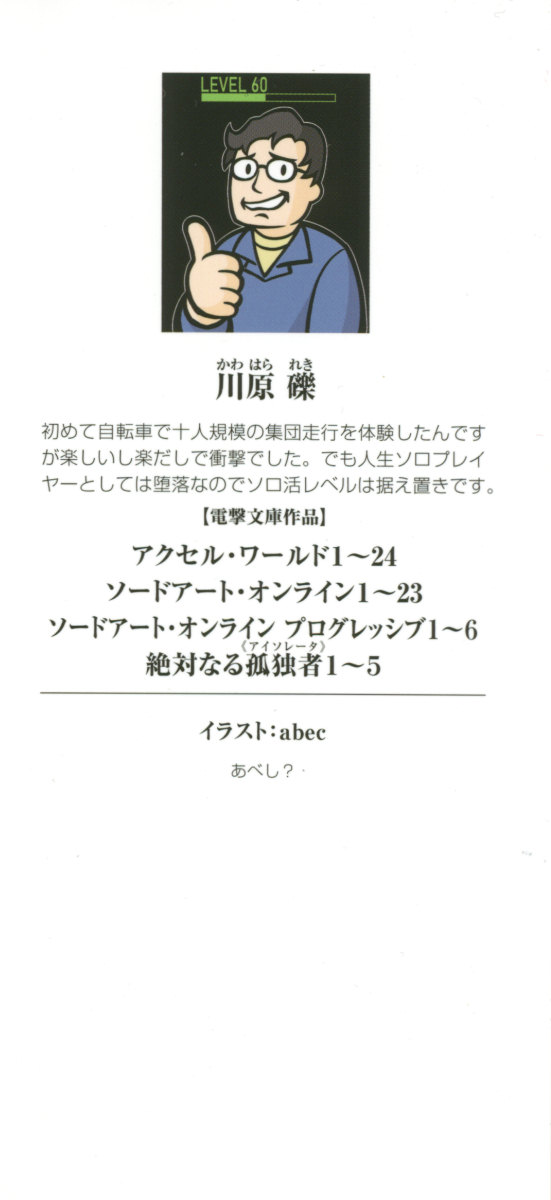 LEVEL 60
かわ はら れき
川原 礫
初めて自転車で十人規模の集団走行を体験したんです
が楽しいし楽だしで衝撃でした。でも人生ソロプレイ
ヤーとしては堕落なのでソロ活レベルは据え置きです。
【電撃文庫作品】
アクセル・ワールド1〜24
ソードアート・オンライン1〜23
ソードアート・オンライン プログレッシブ1〜6
《アイソレータ》
絶対なる孤独者1〜5
イラスト:abec
あべし?